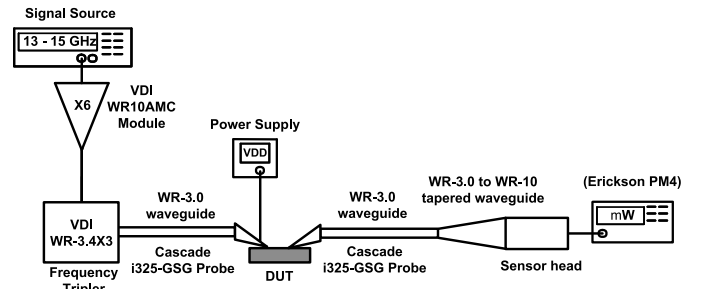 Signal Source
13 - 15 GHz
X6
VDI
WR10AMC
Module
Power Supply
VDD
VDI
WR-3.4X3
Frequency
Tripler
WR-3.0
waveguide
Cascade
i325-GSG Probe
DUT
WR-3.0
waveguide
Cascade
i325-GSG Probe
WR-3.0 to WR-10
tapered waveguide
Sensor head
(Erickson PM4)
mW